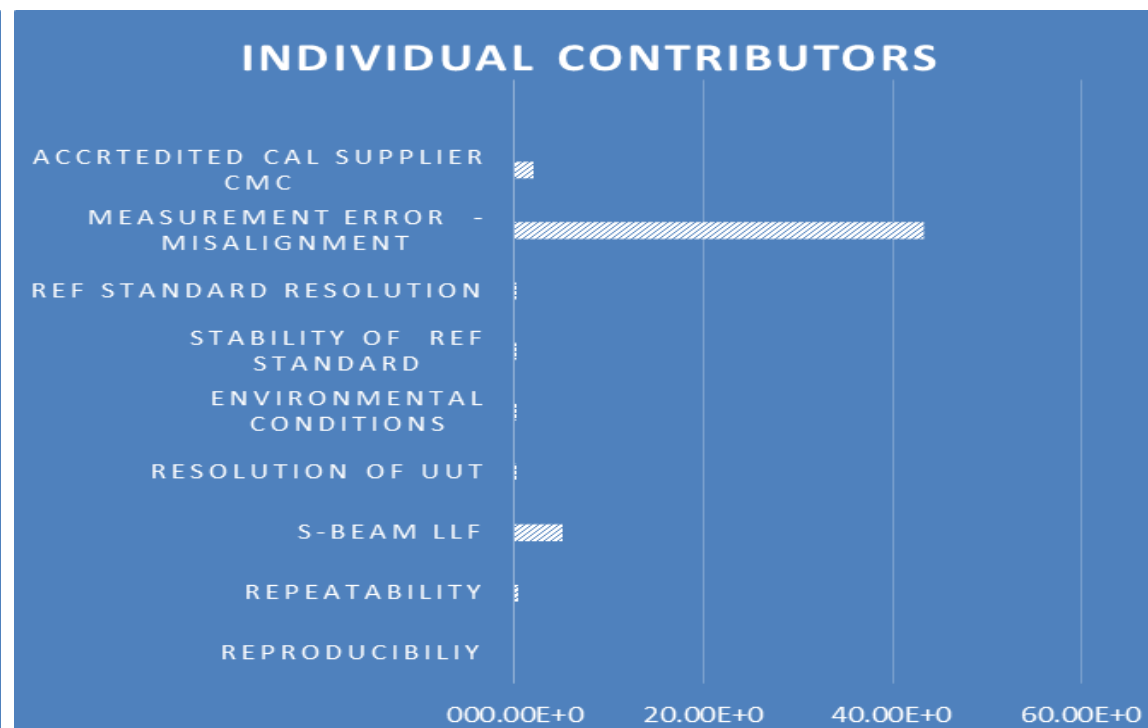 INDIVIDUAL CONTRIBUTORS
ACCRTEDITED CAL SUPPLIER
CMC
MEASUREMENT ERROR -
MISALIGNMENT
REF STANDARD RESOLUTION
STABILITY OF REF
STANDARD
ENVIRONMENTAL
CONDITIONS
RESOLUTION OF UUT
S-BEAM LLF
REPEATABILITY
REPRODUCIBILIY
000.00E+0 20.00E+0 40.00E+0 60.00E+0